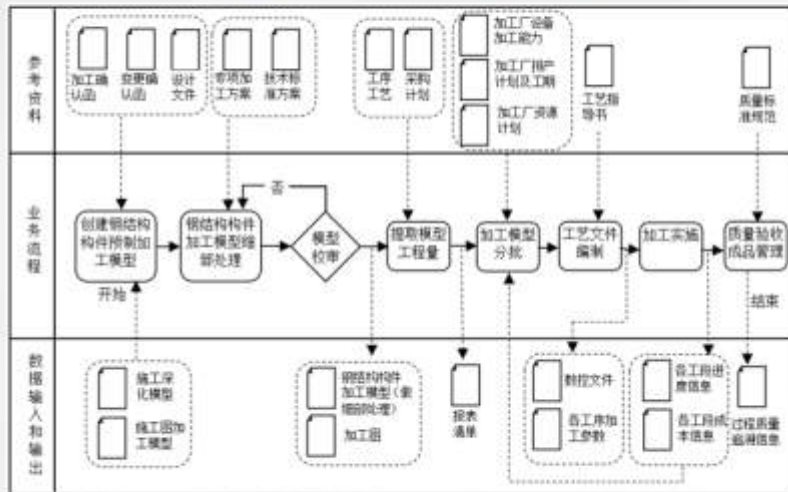 参考资料
加工确
认函
变更确
认函
设计
文件
专项加
工方案
技术标
准方案
工序
工艺
采购
计划
加工厂设备
加工能力
加工厂排产
计划及工期
加工厂资源
计划
工艺指
导书
质量标
准规范
业务流程
创建钢结构
构件预制加
工模型
开始
钢结构构件
加工模型细
部处理
否
模型
校审
提取模型
工程量
加工模型
分批
工艺文件
编制
加工实施
质量验收
成品管理
结束
数据输入和输出
施工深
化模型
施工图加
工模型
钢结构构件
加工模型（做
细部处理）
加工图
报表
清单
数控文件
各工序加
工参数
各工段进
度信息
各工段成
本信息
过程质量
追溯信息